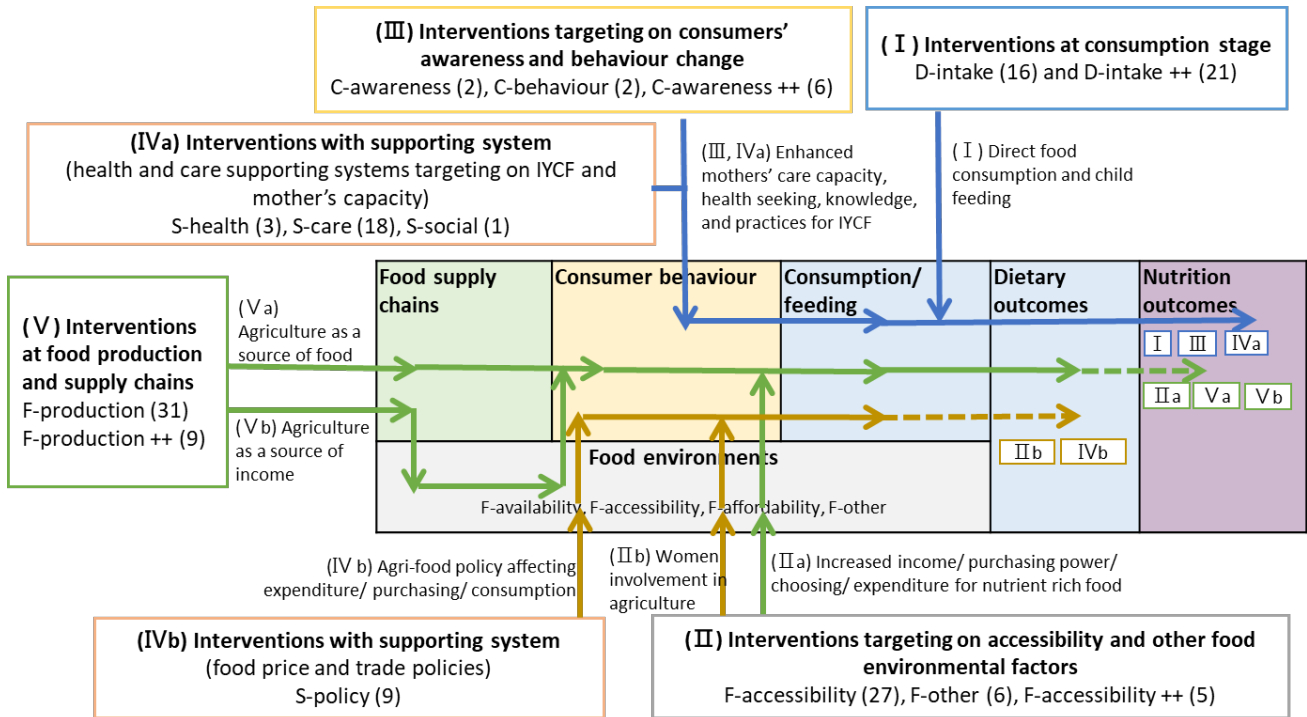 (Ⅲ) Interventions targeting on consumers'
awareness and behaviour change
C-awareness (2), C-behaviour (2), C-awareness ++ (6)
(Ⅰ) Interventions at consumption stage
D-intake (16) and D-intake ++ (21)
(Ⅳa) Interventions with supporting system
(health and care supporting systems targeting on IYCF and
mother's capacity)
S-health (3), S-care (18), S-social (1)
(Ⅲ, Ⅳa) Enhanced
mothers' care capacity,
health seeking, knowledge,
and practices for IYCF
(Ⅰ) Direct food
consumption and child
feeding
(Ⅴ) Interventions
at food production
and supply chains
F-production (31)
F-production ++ (9)
(Ⅴa)
Agriculture as a
source of food
(Ⅴb) Agriculture
as a source of
income
Food supply
chains
Consumer behaviour
Consumption/
feeding
Dietary
outcomes
Nutrition
outcomes
Ⅰ Ⅲ Ⅳa
Ⅱa Ⅴa Ⅴb
Ⅱb Ⅳb
Food environments
F-availability, F-accessibility, F-affordability, F-other
(Ⅳb) Agri-food policy affecting
expenditure/ purchasing/ consumption
(Ⅱb) Women
involvement in
agriculture
(Ⅱa) Increased income/ purchasing power/
choosing/ expenditure for nutrient rich food
(Ⅳb) Interventions with supporting system
(food price and trade policies)
S-policy (9)
(Ⅱ) Interventions targeting on accessibility and other food
environmental factors
F-accessibility (27), F-other (6), F-accessibility ++ (5)